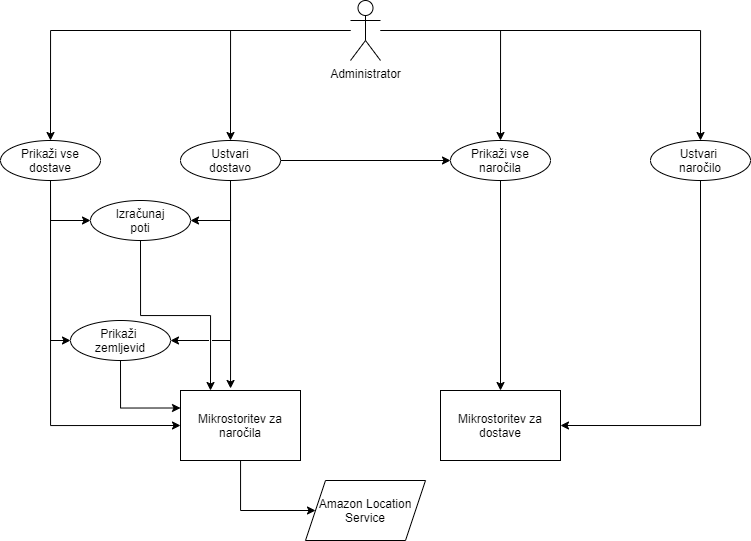 Administrator
Prikaži vse
dostave
Ustvari
dostavo
Prikaži vse
naročila
Ustvari
naročilo
Izračunaj
poti
Prikaži
zemljevid
Mikrostoritev za
naročila
Mikrostoritev za
dostave
Amazon Location
Service